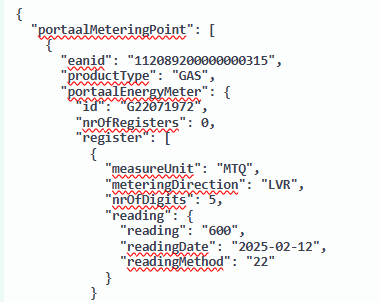 {
"portaalMeteringPoint": [
{
"eanid": "112089200000000315",
"productType": "GAS",
"portaalEnergyMeter": {
"id": "G22071972",
"nrOfRegisters": 0,
"register": [
{
"measureUnit": "MTQ",
"meteringDirection": "LVR",
"nrOfDigits": 5,
"reading": {
"reading": "600",
"readingDate": "2025-02-12",
"readingMethod": "22"
}
}